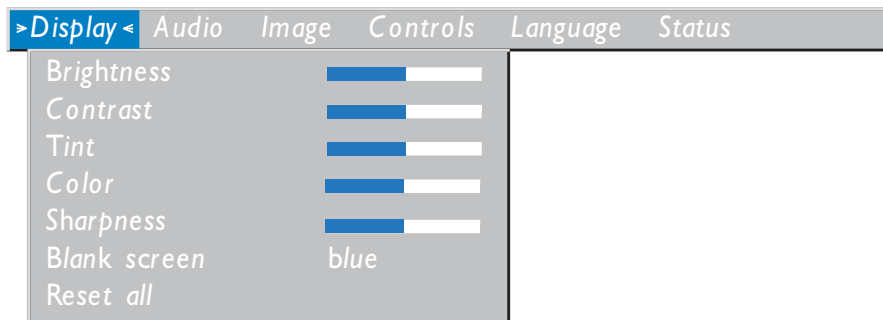 >Display< Audio Image Controls Language Status
Brightness
Contrast
Tint
Color
Sharpness
Blank screen blue
Reset all